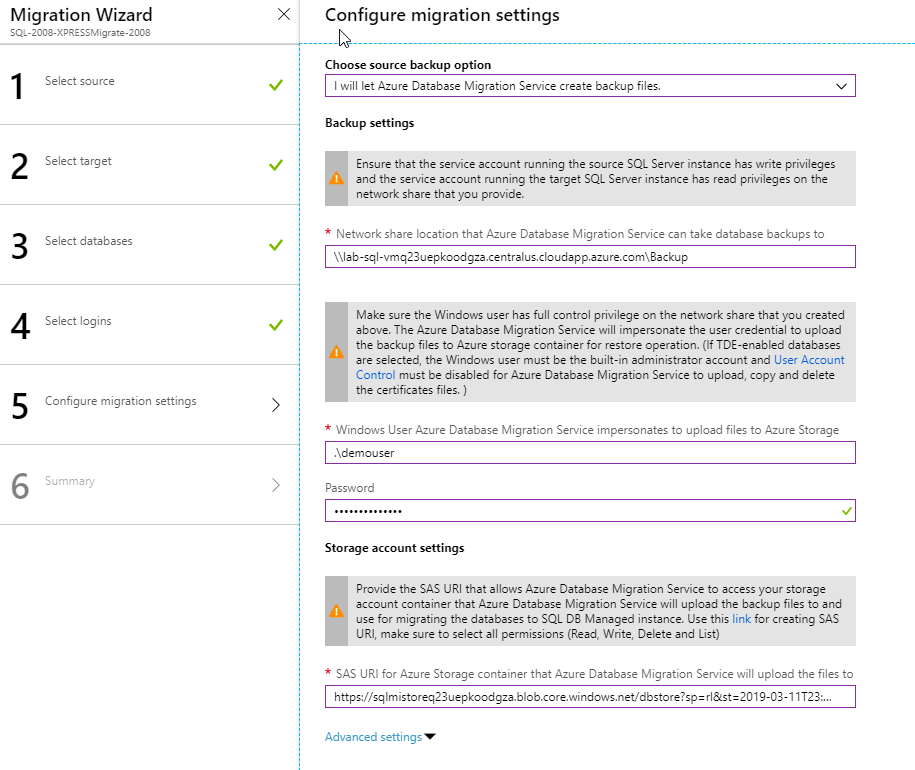 Migration Wizard
SQL-2008-XPRESSMigrate-2008
1 Select source
2 Select target
3 Select databases
4 Select logins
5 Configure migration settings
6 Summary
Configure migration settings
Choose source backup option
I will let Azure Database Migration Service create backup files.
Backup settings
Ensure that the service account running the source SQL Server instance has write privileges
and the service account running the target SQL Server instance has read privileges on the
network share that you provide.
* Network share location that Azure Database Migration Service can take database backups to
\\lab-sql-vmq23uepkoodgza.centralus.cloudapp.azure.com\Backup
Make sure the Windows user has full control privilege on the network share that you created
above. The Azure Database Migration Service will impersonate the user credential to upload
the backup files to Azure storage container for restore operation. (If TDE-enabled databases
are selected, the Windows user must be the built-in administrator account and User Account
Control must be disabled for Azure Database Migration Service to upload, copy and delete
the certificates files. )
* Windows User Azure Database Migration Service impersonates to upload files to Azure Storage
.\demouser
Password
••••••••••••••
Storage account settings
Provide the SAS URI that allows Azure Database Migration Service to access your storage
account container that Azure Database Migration Service will upload the backup files to and
use for migrating the databases to SQL DB Managed instance. Use this link for creating SAS
URI, make sure to select all permissions (Read, Write, Delete and List)
* SAS URI for Azure Storage container that Azure Database Migration Service will upload the files to
https://sqlmistoreq23uepkoodgza.blob.core.windows.net/dbstore?sp=rl&st=2019-03-11T23:...
Advanced settings